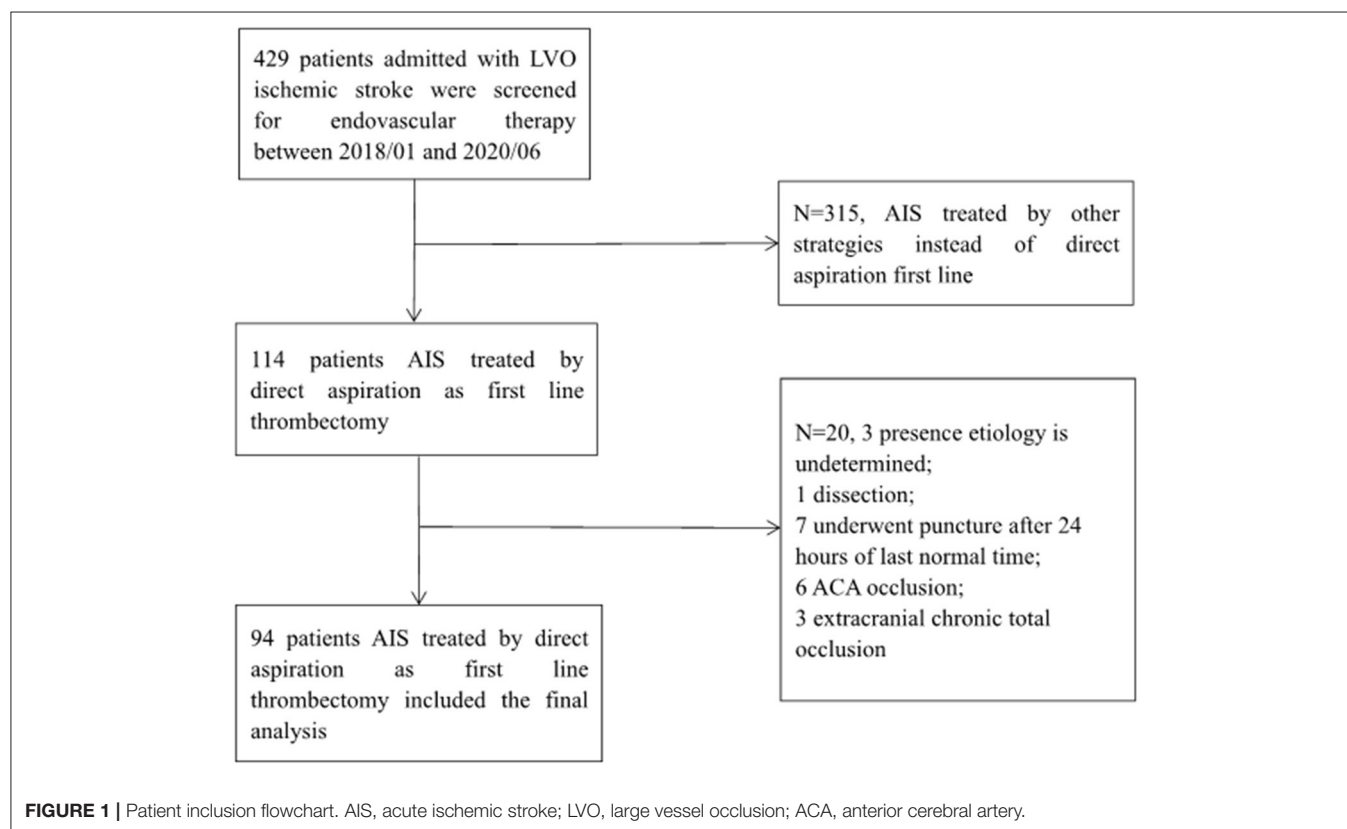 429 patients admitted with LVO
ischemic stroke were screened
for endovascular therapy
between 2018/01 and 2020/06
N=315, AIS treated by other
strategies instead of direct
aspiration first line
114 patients AIS treated by
direct aspiration as first line
thrombectomy
N=20, 3 presence etiology is
undetermined;
1 dissection;
7 underwent puncture after 24
hours of last normal time;
6 ACA occlusion;
3 extracranial chronic total
occlusion
94 patients AIS treated by direct
aspiration as first line
thrombectomy included the final
analysis
FIGURE 1 | Patient inclusion flowchart. AIS, acute ischemic stroke; LVO, large vessel occlusion; ACA, anterior cerebral artery.